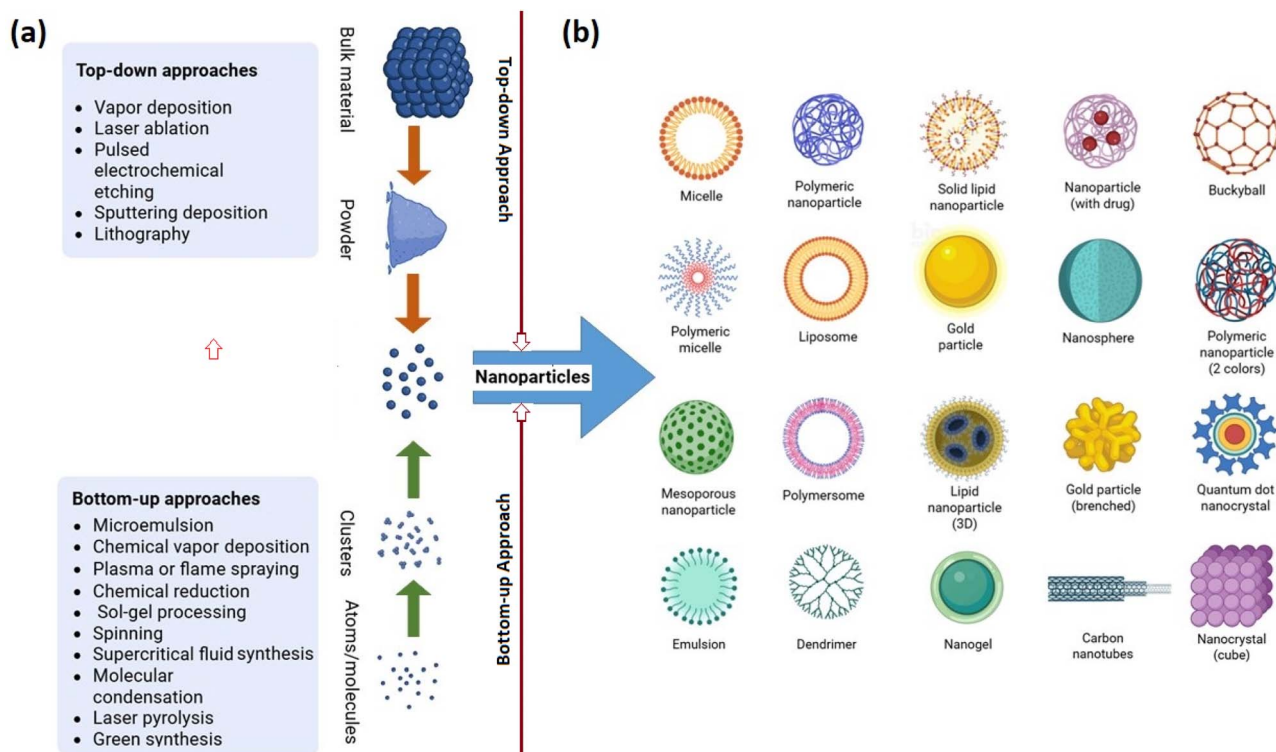 (a)
Top-down approaches
• Vapor deposition
• Laser ablation
• Pulsed
electrochemical
etching
• Sputtering deposition
• Lithography
Bulk material
Powder
Top-down Approach
Nanoparticles
Bottom-up approaches
• Microemulsion
• Chemical vapor deposition
• Plasma or flame spraying
• Chemical reduction
• Sol-gel processing
• Spinning
• Supercritical fluid synthesis
• Molecular
condensation
• Laser pyrolysis
• Green synthesis
Clusters
Atoms/molecules
Bottom-up Approach
(b)
Micelle
Polymeric
nanoparticle
Solid lipid
nanoparticle
Nanoparticle
(with drug)
Buckyball
Polymeric
micelle
Liposome
Gold
particle
Nanosphere
Polymeric
nanoparticle
(2 colors)
Mesoporous
nanoparticle
Polymersome
Lipid
nanoparticle
(3D)
Gold particle
(brenched)
Quantum dot
nanocrystal
Emulsion
Dendrimer
Nanogel
Carbon
nanotubes
Nanocrystal
(cube)